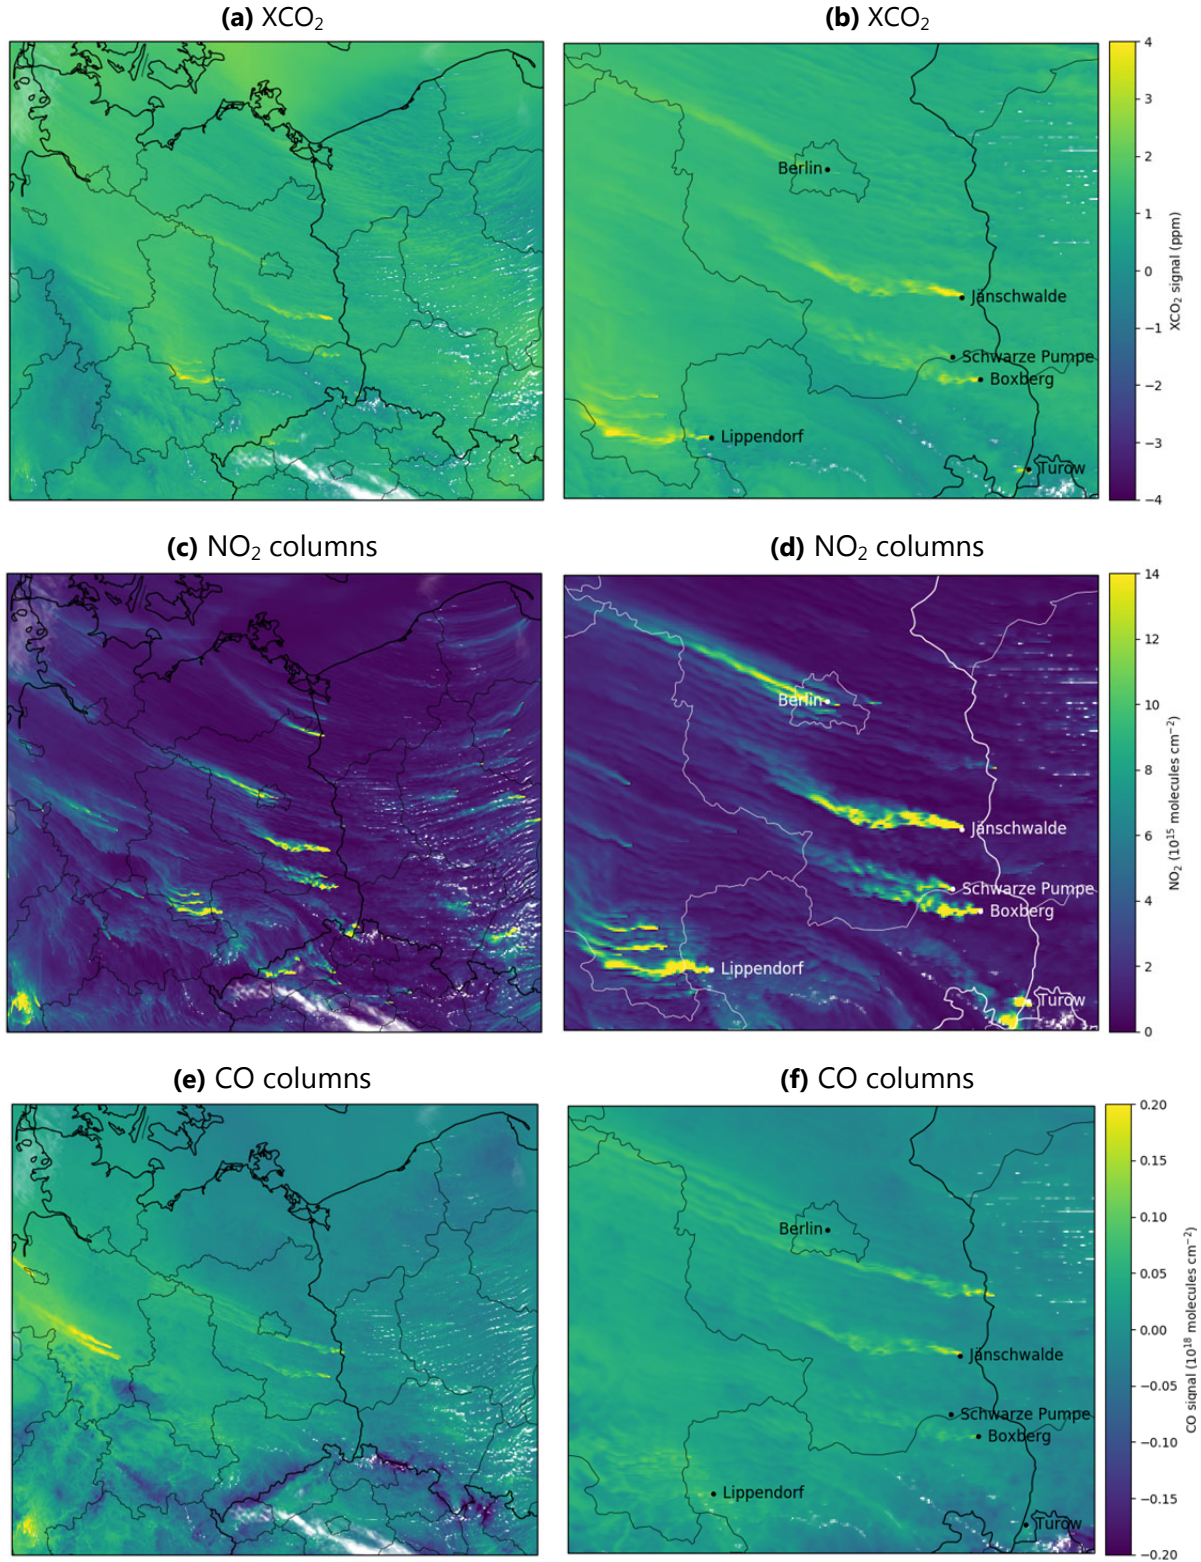 (a) XCO₂
(b) XCO₂
Berlin
Jänschwalde
Schwarze Pumpe
Boxberg
Lippendorf
Turow
4
3
2
1
0
−1
−2
−3
−4
XCO₂ signal (ppm)
(c) NO₂ columns
(d) NO₂ columns
Berlin
Jänschwalde
Schwarze Pumpe
Boxberg
Lippendorf
Turow
14
12
10
8
6
4
2
0
NO₂ (10¹⁵ molecules cm⁻²)
(e) CO columns
(f) CO columns
Berlin
Jänschwalde
Schwarze Pumpe
Boxberg
Lippendorf
Turow
0.20
0.15
0.10
0.05
0.00
−0.05
−0.10
−0.15
−0.20
CO signal (10¹⁸ molecules cm⁻²)